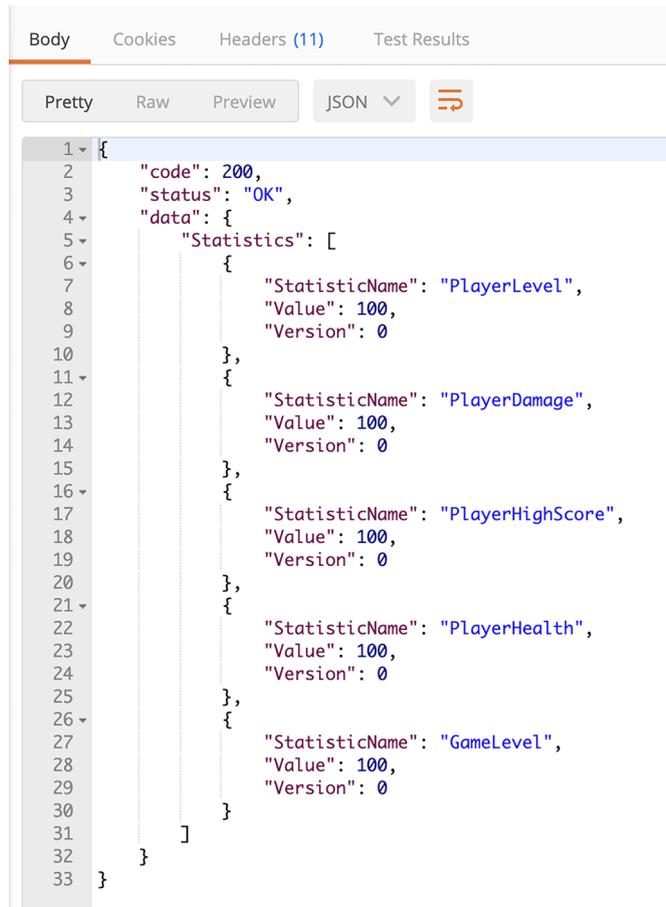 Body Cookies Headers (11) Test Results
Pretty Raw Preview JSON
1 {
2 "code": 200,
3 "status": "OK",
4 "data": {
5 "Statistics": [
6 {
7 "StatisticName": "PlayerLevel",
8 "Value": 100,
9 "Version": 0
10 },
11 {
12 "StatisticName": "PlayerDamage",
13 "Value": 100,
14 "Version": 0
15 },
16 {
17 "StatisticName": "PlayerHighScore",
18 "Value": 100,
19 "Version": 0
20 },
21 {
22 "StatisticName": "PlayerHealth",
23 "Value": 100,
24 "Version": 0
25 },
26 {
27 "StatisticName": "GameLevel",
28 "Value": 100,
29 "Version": 0
30 }
31 ]
32 }
33 }